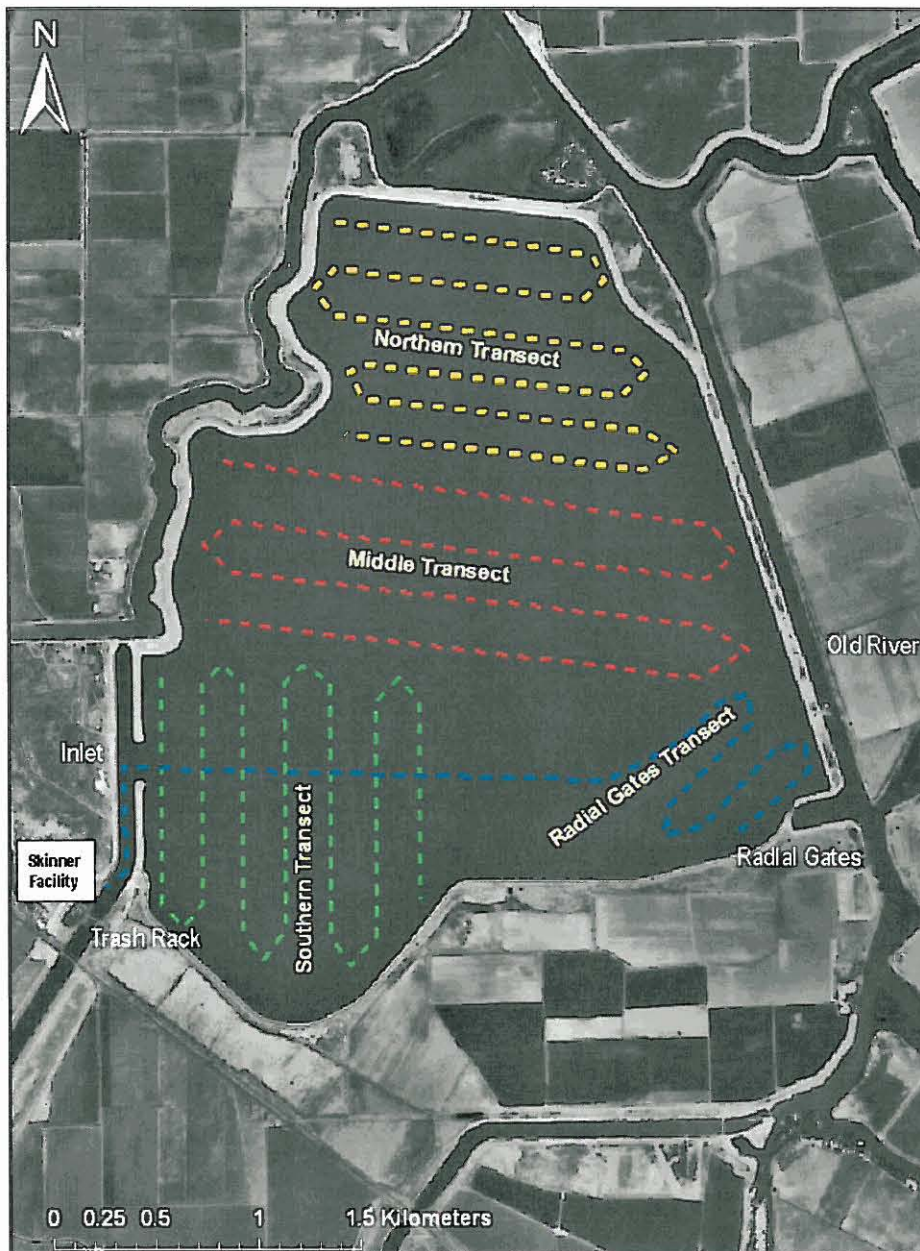 N
Northern Transect
Middle Transect
Old River
Inlet
Radial Gates Transect
Southern Transect
Skinner
Facility
Radial Gates
Trash Rack
0 0.25 0.5 1 1.5 Kilometers